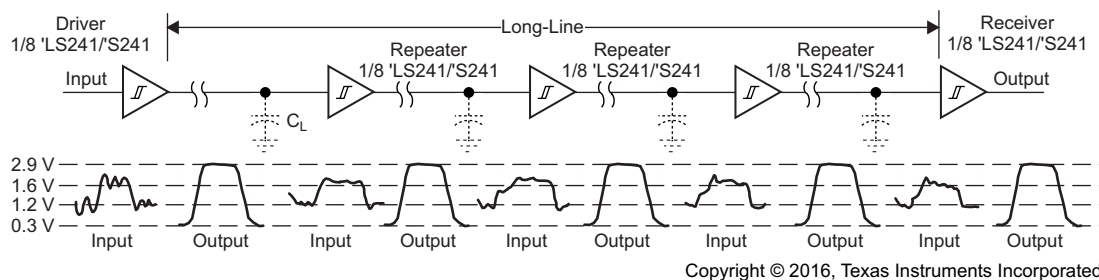 Driver
1/8 'LS241/'S241
Long-Line
Receiver
1/8 'LS241/'S241
Repeater
1/8 'LS241/'S241
Repeater
1/8 'LS241/'S241
Repeater
1/8 'LS241/'S241
Input
Output
CL
2.9 V
1.6 V
1.2 V
0.3 V
Input
Output
Input
Output
Input
Output
Input
Output
Input
Output
Copyright © 2016, Texas Instruments Incorporated